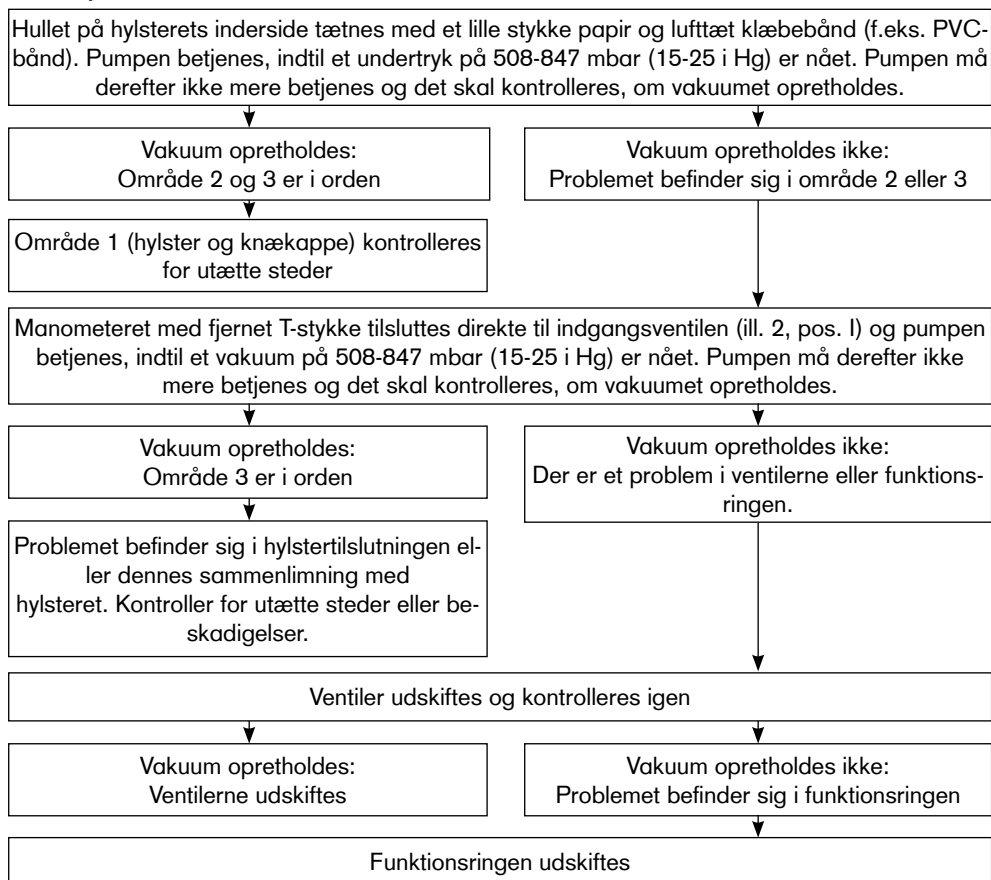 Hullet på hylsterets inderside tætnes med et lille stykke papir og lufttæt klæbebånd (f.eks. PVC-
bånd). Pumpen betjenes, indtil et undertryk på 508-847 mbar (15-25 i Hg) er nået. Pumpen må
derefter ikke mere betjenes og det skal kontrolleres, om vakuumet opretholdes.
Vakuum opretholdes:
Område 2 og 3 er i orden
Vakuum opretholdes ikke:
Problemet befinder sig i område 2 eller 3
Område 1 (hylster og knækappe) kontrolleres
for utætte steder
Manometeret med fjernet T-stykke tilsluttes direkte til indgangsventilen (ill. 2, pos. I) og pumpen
betjenes, indtil et vakuum på 508-847 mbar (15-25 i Hg) er nået. Pumpen må derefter ikke
mere betjenes og det skal kontrolleres, om vakuumet opretholdes.
Vakuum opretholdes:
Område 3 er i orden
Vakuum opretholdes ikke:
Der er et problem i ventilerne eller funktions-
ringen.
Problemet befinder sig i hylstertilslutningen el-
ler dennes sammenlimning med
hylsteret. Kontroller for utætte steder eller be-
skadigelser.
Ventiler udskiftes og kontrolleres igen
Vakuum opretholdes:
Ventilerne udskiftes
Vakuum opretholdes ikke:
Problemet befinder sig i funktionsringen
Funktionsringen udskiftes